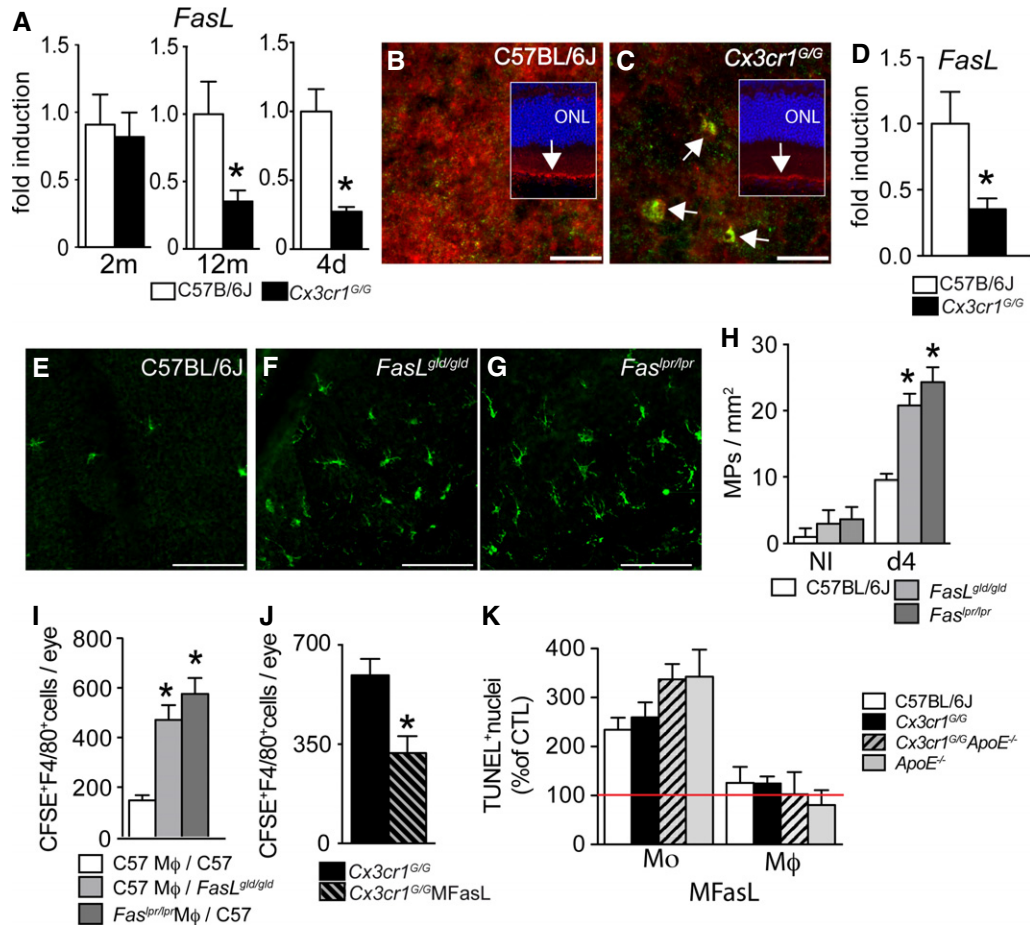 A
FasL
fold induction
1.5
1.0
0.5
0
1.5
1.0
0.5
0
1.5
1.0
0.5
0
2m
12m
4d
C57B/6J
Cx3cr1G/G
B
C57BL/6J
ONL
C
Cx3cr1G/G
ONL
D
FasL
fold induction
1.5
1.0
0.5
0.0
*
*
*
C57B/6J
Cx3cr1G/G
E
C57BL/6J
F
FasLgld/gld
G
Faslpr/lpr
H
MPs / mm2
30
20
10
0
*
*
NI
d4
C57BL/6J
FasLgld/gld
Faslpr/lpr
I
CFSE+F4/80+cells / eye
800
600
400
200
0
*
*
C57 Mφ / C57
C57 Mφ / FasLgld/gld
Faslpr/lprMφ / C57
J
CFSE+F4/80+cells / eye
700
350
0
*
Cx3cr1G/G
Cx3cr1G/GMFasL
K
TUNEL+nuclei
(%of CTL)
400
300
200
100
0
Mo
Mφ
MFasL
C57BL/6J
Cx3cr1G/G
Cx3cr1G/GApoE-/-
ApoE-/-